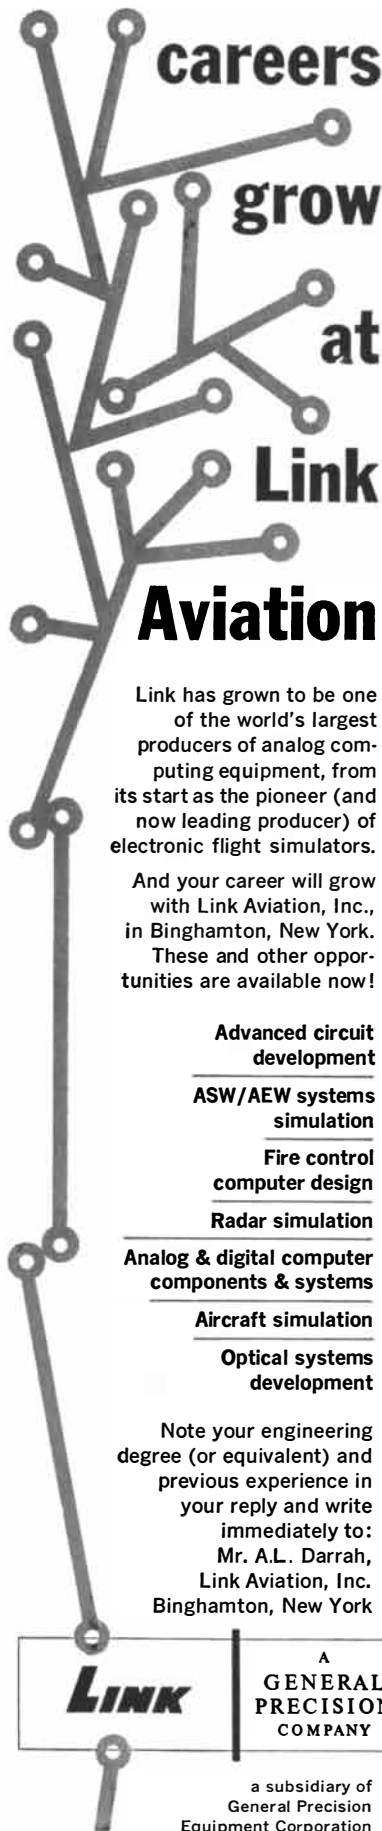 careers
grow
at
Link
Aviation
Link has grown to be one
of the world's largest
producers of analog com-
puting equipment, from
its start as the pioneer (and
now leading producer) of
electronic flight simulators.
And your career will grow
with Link Aviation, Inc.,
in Binghamton, New York.
These and other oppor-
tunities are available now!
Advanced circuit
development
ASW/AEW systems
simulation
Fire control
computer design
Radar simulation
Analog & digital computer
components & systems
Aircraft simulation
Optical systems
development
Note your engineering
degree (or equivalent) and
previous experience in
your reply and write
immediately to:
Mr. A.L. Darrah,
Link Aviation, Inc.
Binghamton, New York
LINK
A
GENERAL
PRECISION
COMPANY
a subsidiary of
General Precision
Equipment Corporation